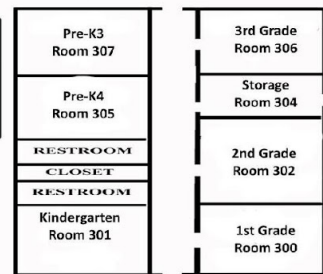 Pre-K3
Room 307
Pre-K4
Room 305
RESTROOM
CLOSET
RESTROOM
Kindergarten
Room 301
3rd Grade
Room 306
Storage
Room 304
2nd Grade
Room 302
1st Grade
Room 300